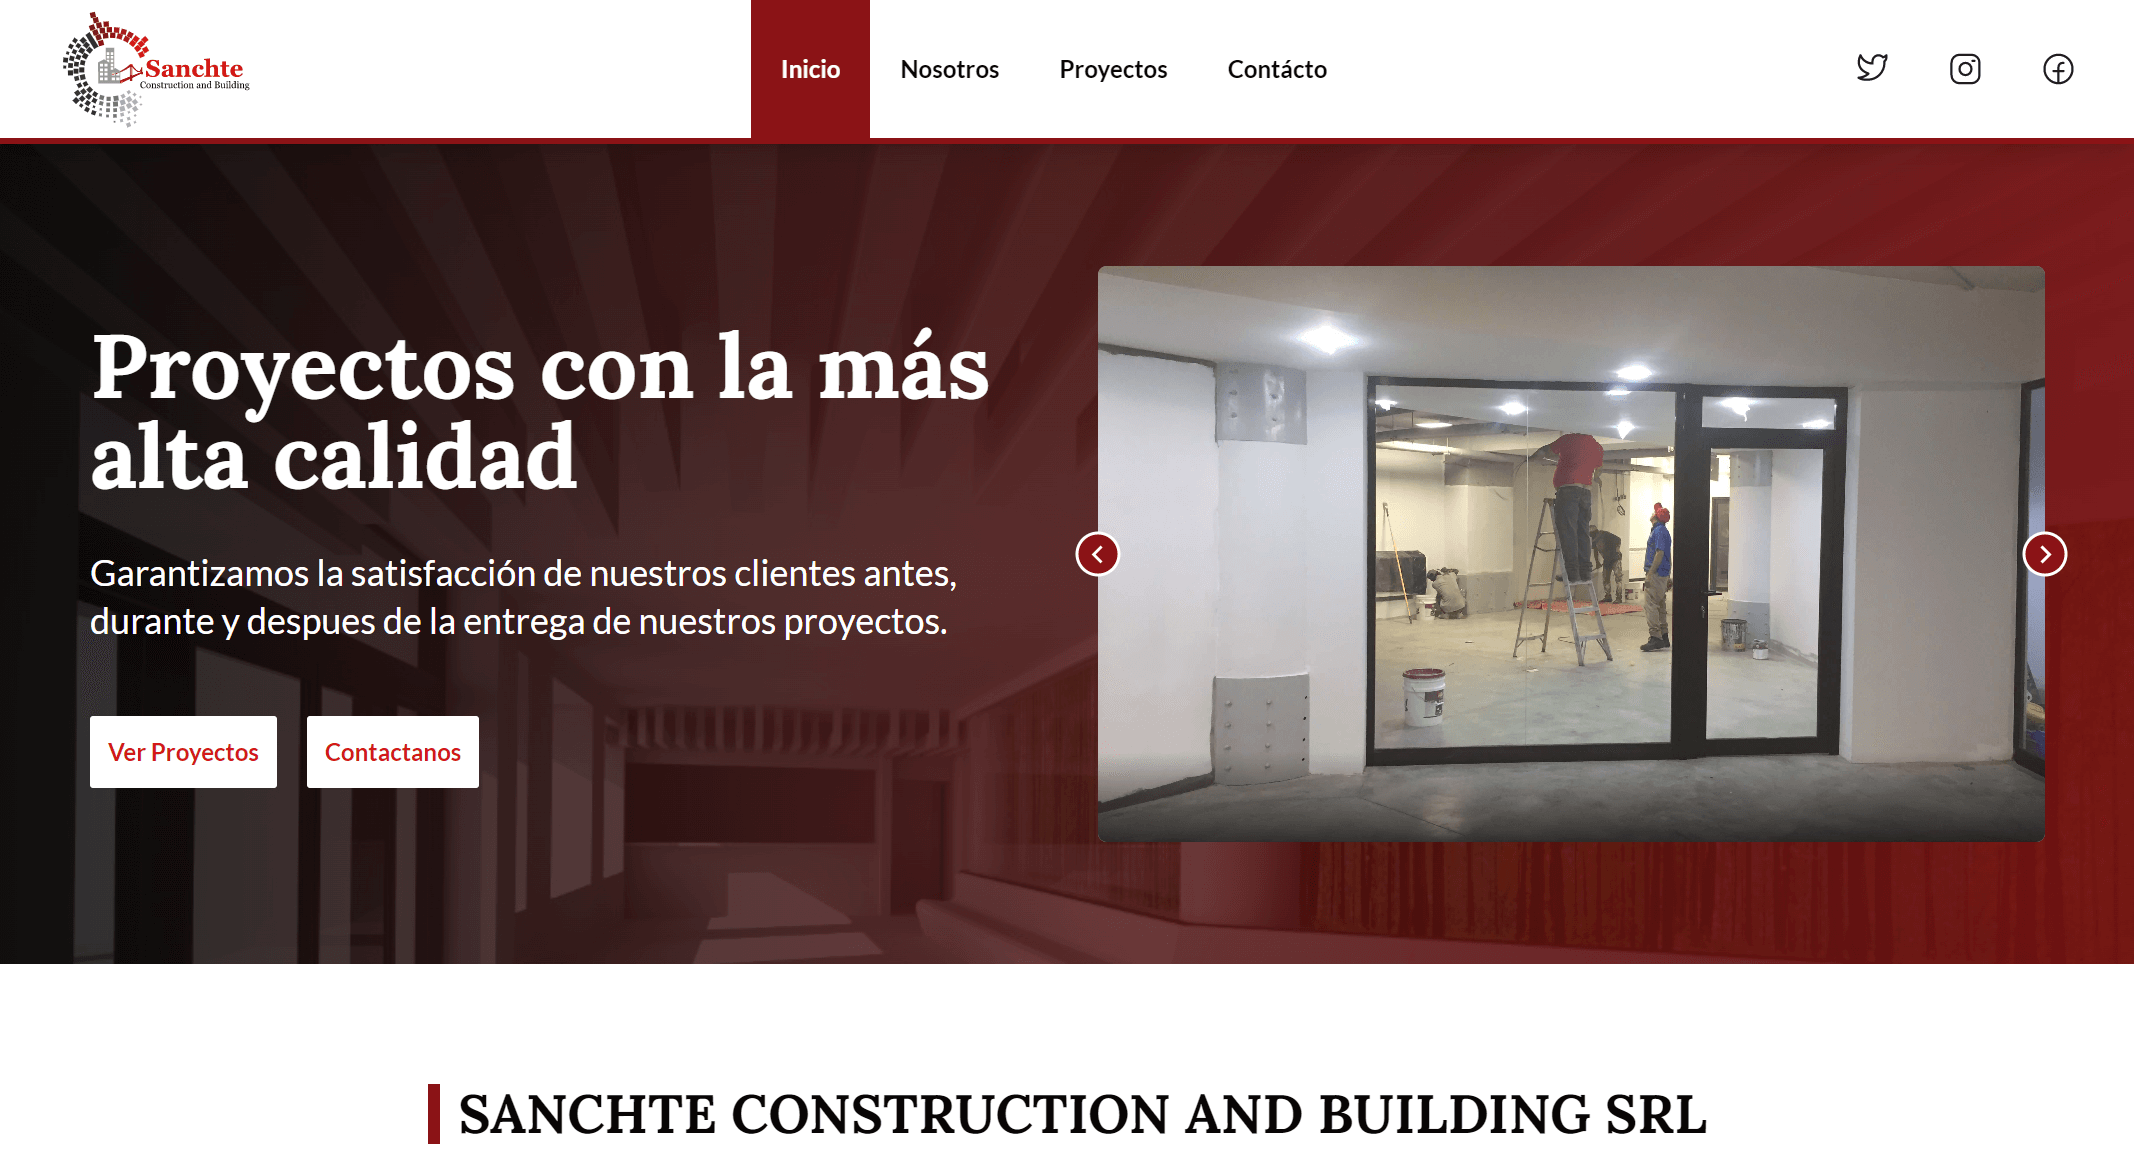 Sanchte
Construction and Building
Inicio
Nosotros
Proyectos
Contácto
Proyectos con la más
alta calidad
Garantizamos la satisfacción de nuestros clientes antes,
durante y despues de la entrega de nuestros proyectos.
Ver Proyectos
Contactanos
SANCHTE CONSTRUCTION AND BUILDING SRL